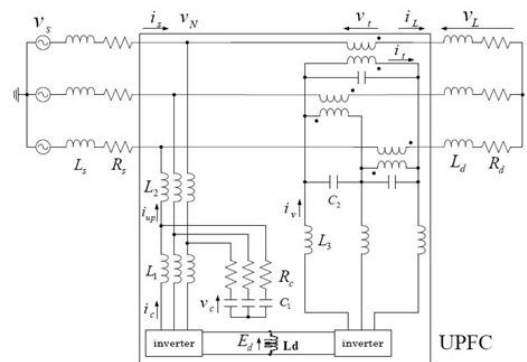 v_s
i_s
v_N
v_t
i_L
v_L
i_t
L_s
R_s
L_d
R_d
L_2
i_up
C_2
i_v
L_3
L_1
R_c
i_c
v_c
C_1
inverter
E_d
Ld
inverter
UPFC